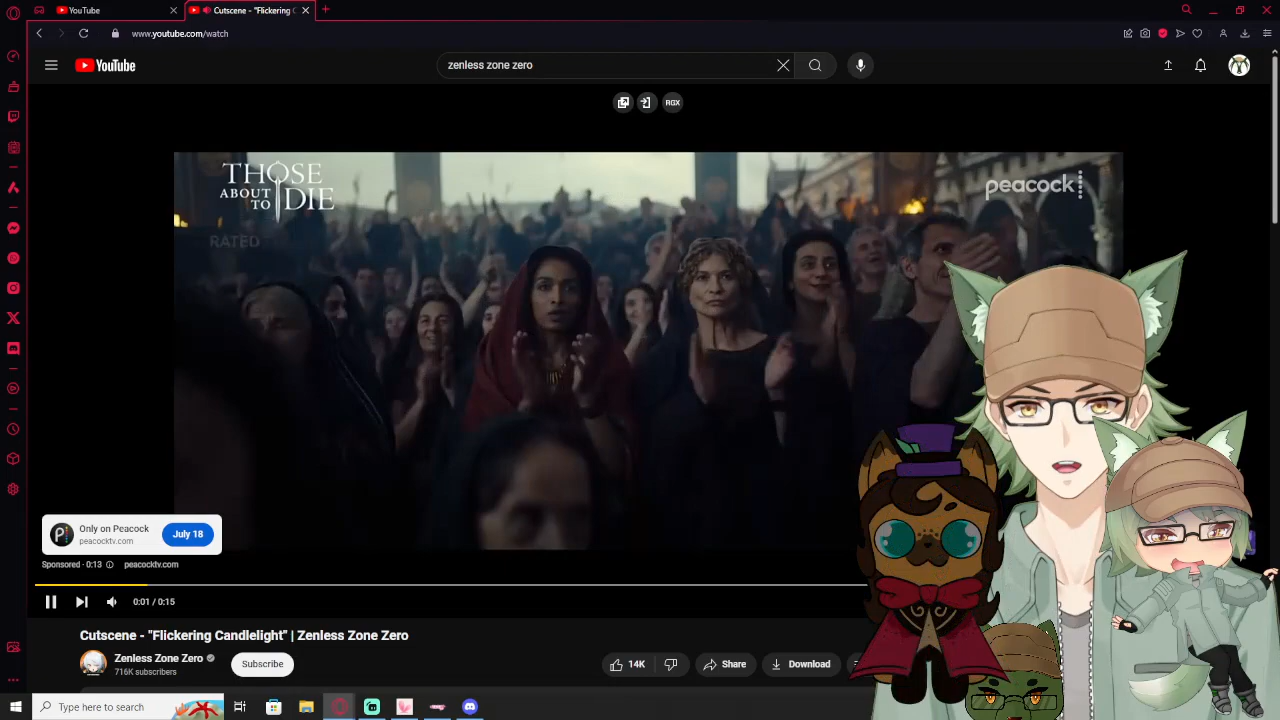 YouTube
Cutscene - "Flickering C
www.youtube.com/watch
YouTube
zenless zone zero
RGX
THOSE
ABOUT TO DIE
peacock
RATED
Only on Peacock
peacocktv.com
July 18
Sponsored · 0:13
peacocktv.com
0:01 / 0:15
Cutscene - "Flickering Candlelight" | Zenless Zone Zero
Zenless Zone Zero
716K subscribers
Subscribe
14K
Share
Download
Type here to search